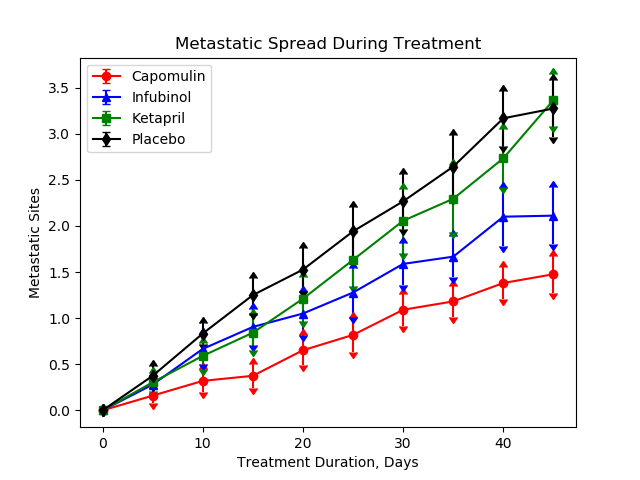 Metastatic Spread During Treatment
Capomulin
Infubinol
Ketapril
Placebo
3.5
3.0
2.5
2.0
1.5
1.0
0.5
0.0
Metastatic Sites
0 10 20 30 40
Treatment Duration, Days